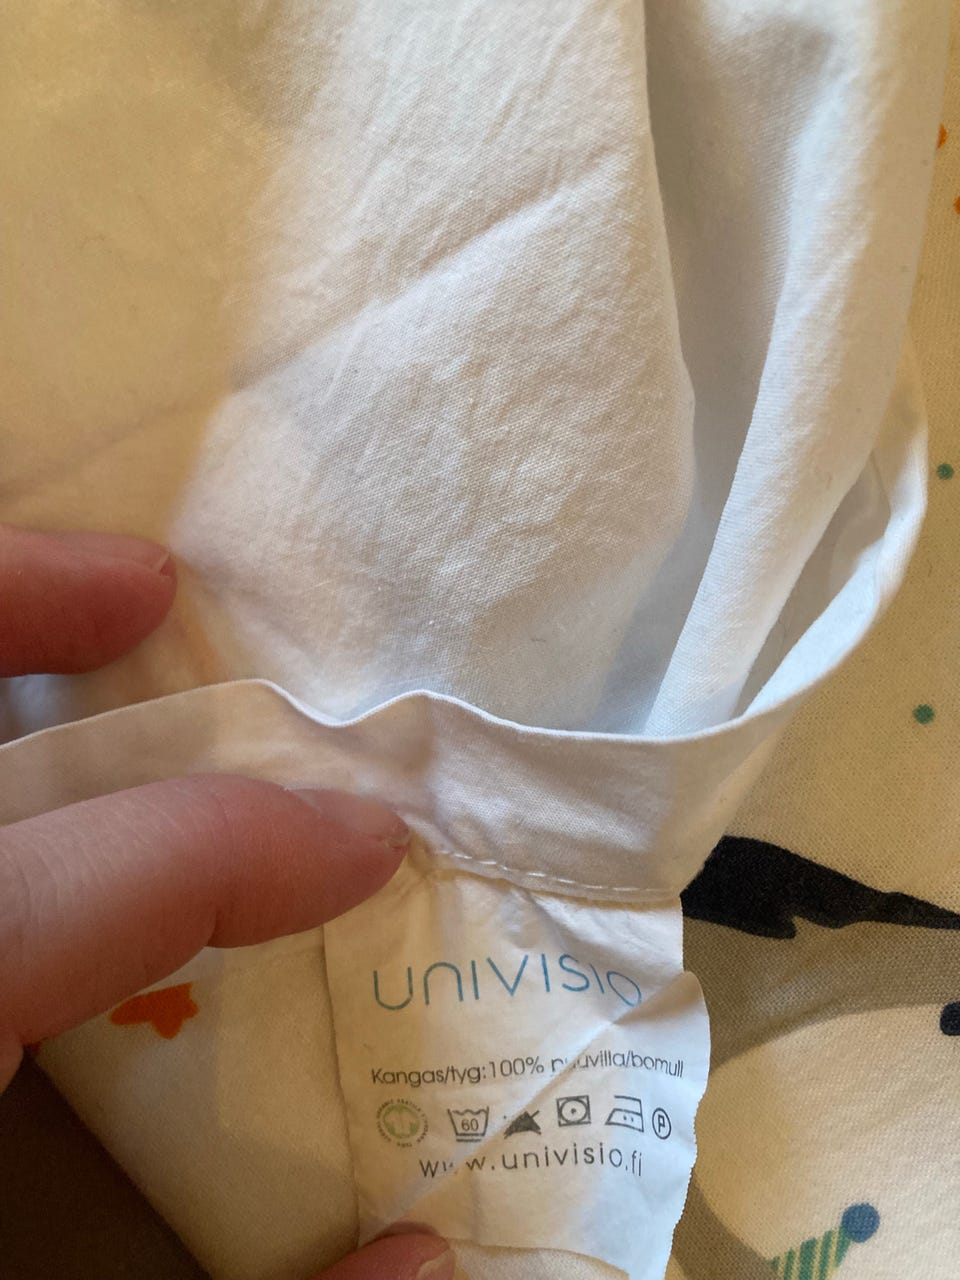 UNIVISIO
Kangas/tyg:100% puuvilla/bomull
60 P
www.univisio.fi